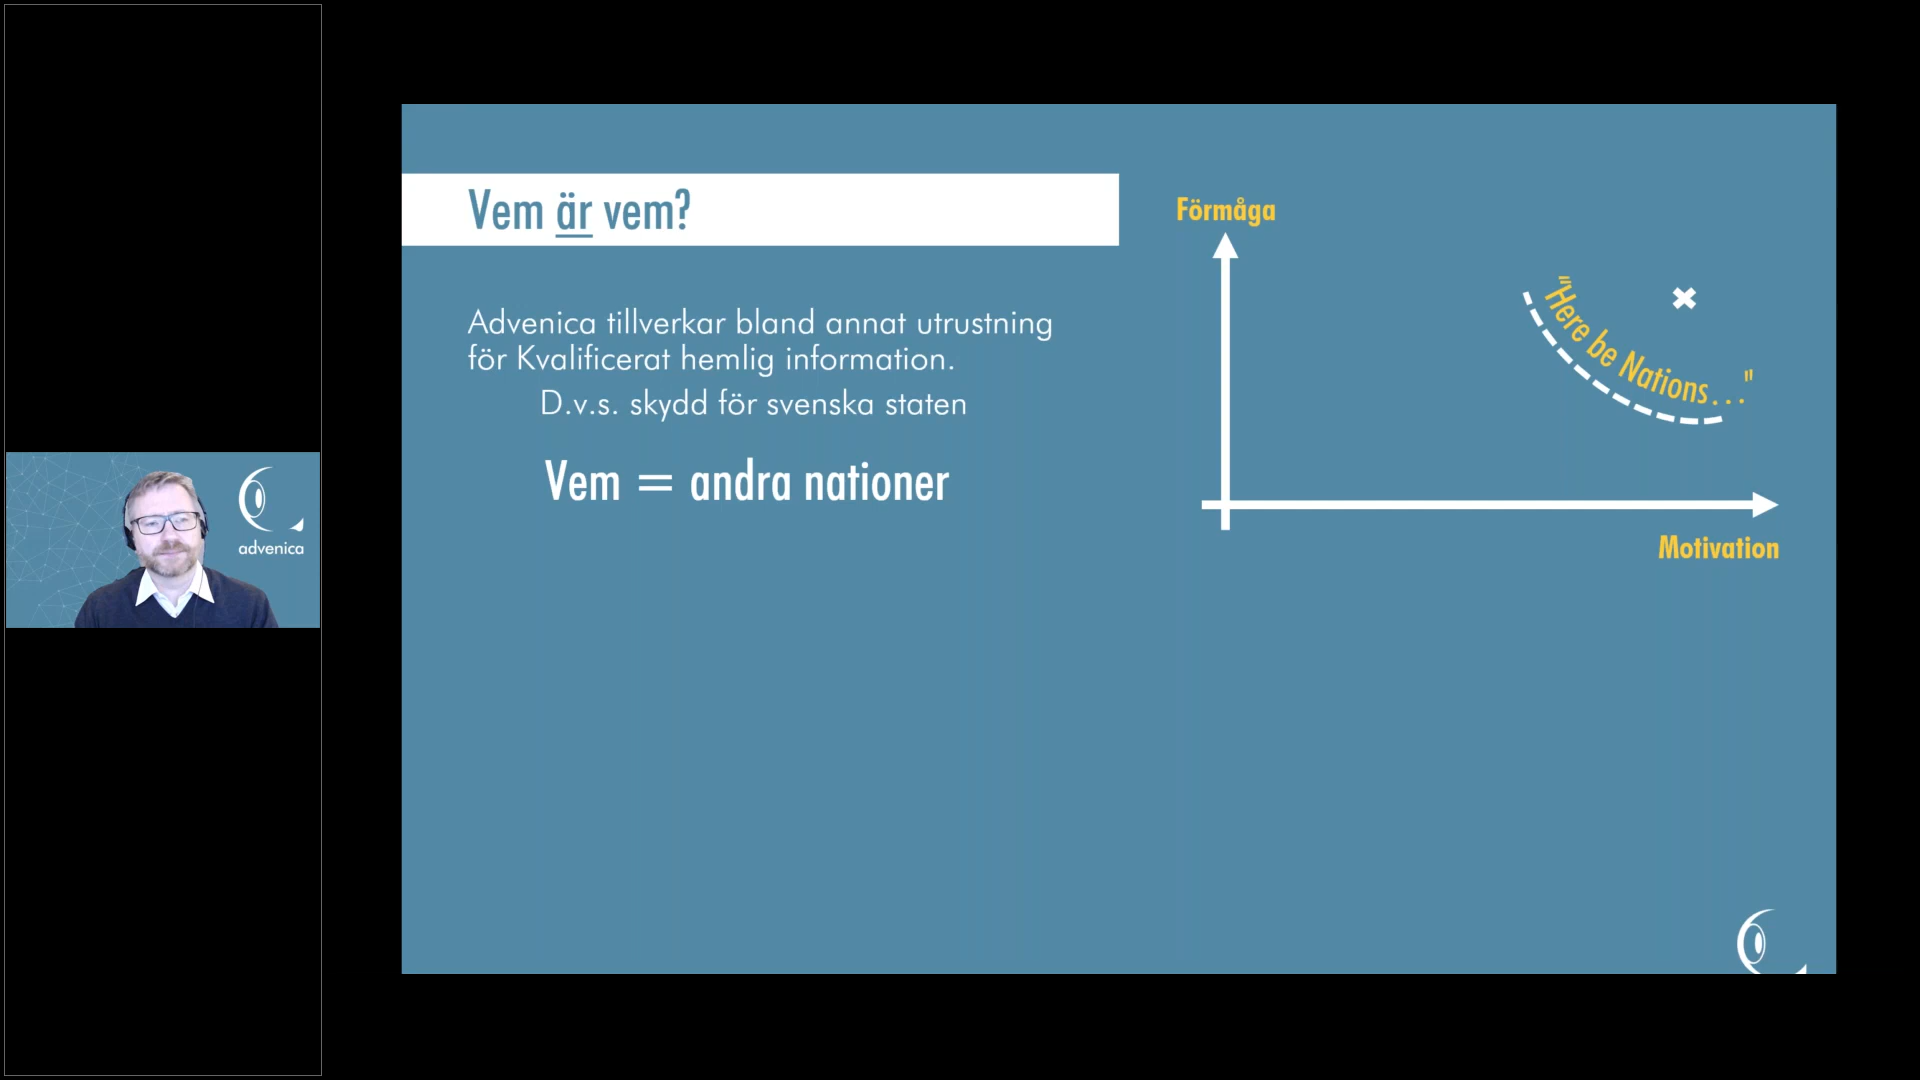 advenica
Vem är vem?
Advenica tillverkar bland annat utrustning
för Kvalificerat hemlig information.
D.v.s. skydd för svenska staten
Vem = andra nationer
Förmåga
"Here be Nations..."
Motivation